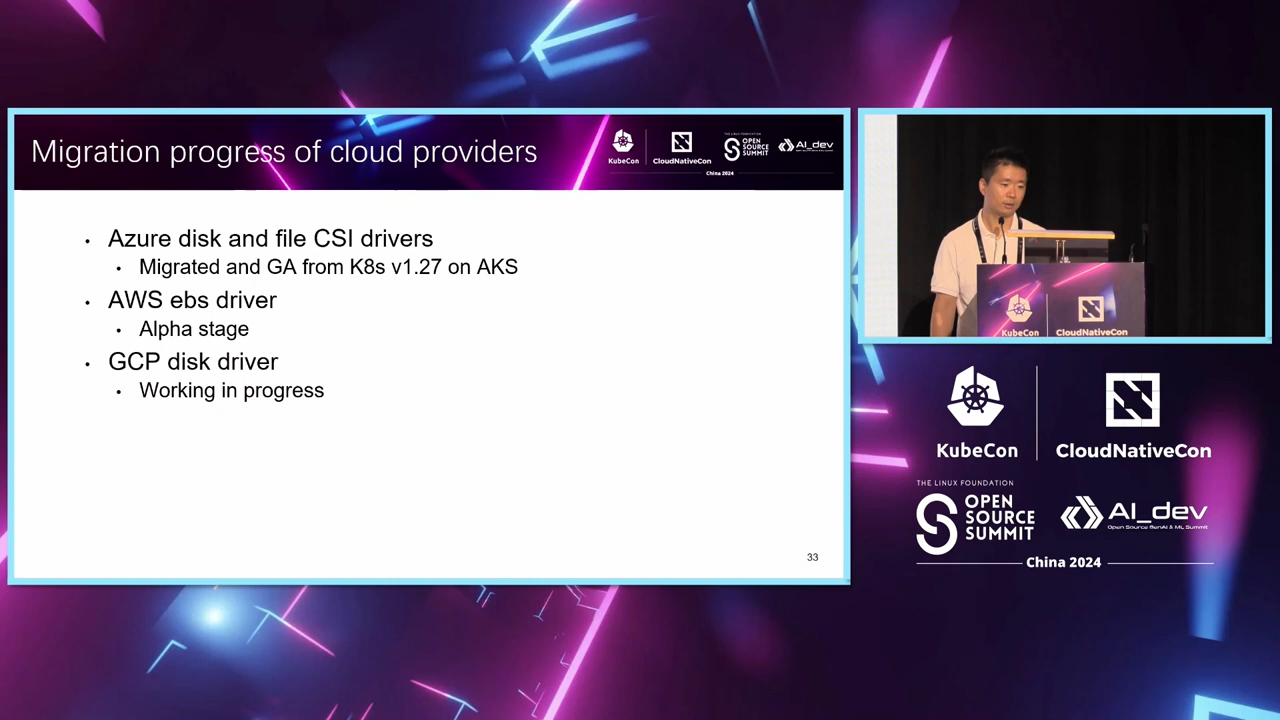 Migration progress of cloud providers
KubeCon
CloudNativeCon
THE LINUX FOUNDATION
OPEN
SOURCE
SUMMIT
AI_dev
China 2024
Azure disk and file CSI drivers
Migrated and GA from K8s v1.27 on AKS
AWS ebs driver
Alpha stage
GCP disk driver
Working in progress
33
KubeCon
CloudNativeCon
KubeCon
CloudNativeCon
THE LINUX FOUNDATION
OPEN
SOURCE
SUMMIT
AI_dev
Open Source GenAI & ML Summit
China 2024